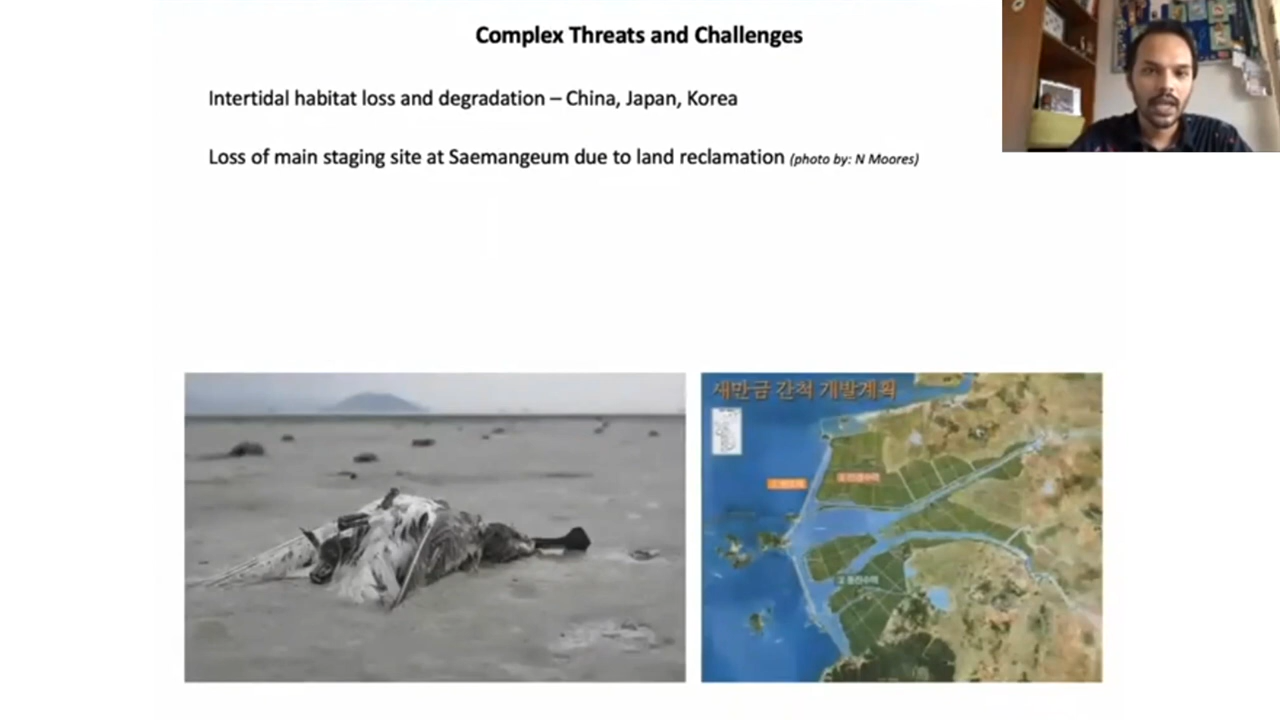 Complex Threats and Challenges
Intertidal habitat loss and degradation – China, Japan, Korea
Loss of main staging site at Saemangeum due to land reclamation (photo by: N Moores)
새만금 간척 개발계획